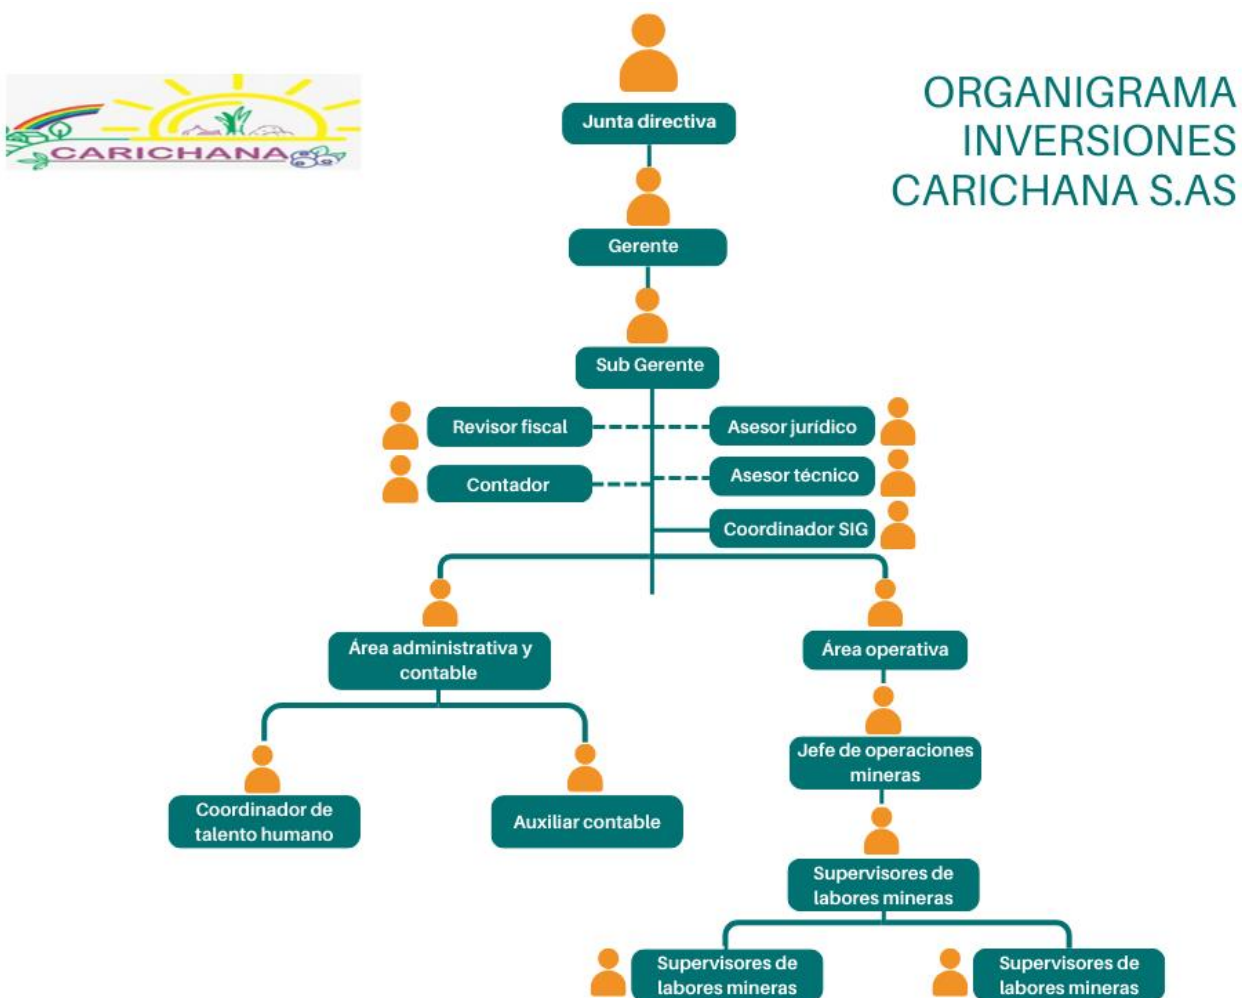 CARICHANA
ORGANIGRAMA
INVERSIONES
CARICHANA S.AS
Junta directiva
Gerente
Sub Gerente
Revisor fiscal
Asesor jurídico
Contador
Asesor técnico
Coordinador SIG
Área administrativa y
contable
Área operativa
Jefe de operaciones
mineras
Coordinador de
talento humano
Auxiliar contable
Supervisores de
labores mineras
Supervisores de
labores mineras
Supervisores de
labores mineras